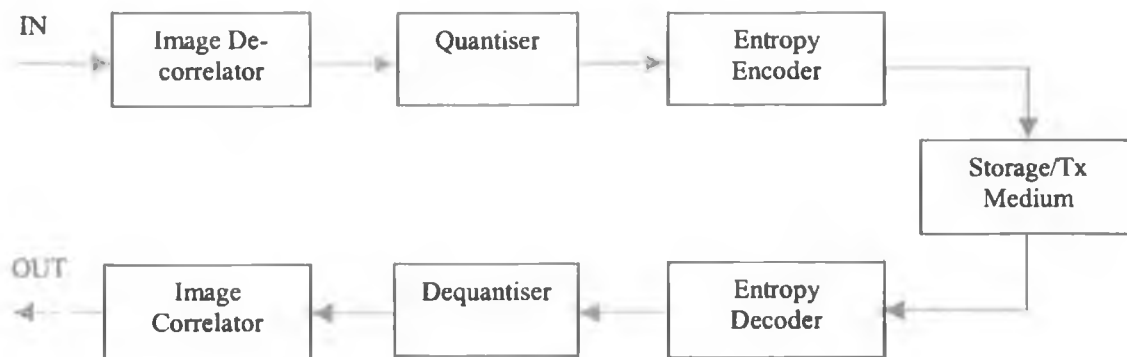 IN
Image De-
correlator
Quantiser
Entropy
Encoder
Storage/Tx
Medium
OUT
Image
Correlator
Dequantiser
Entropy
Decoder